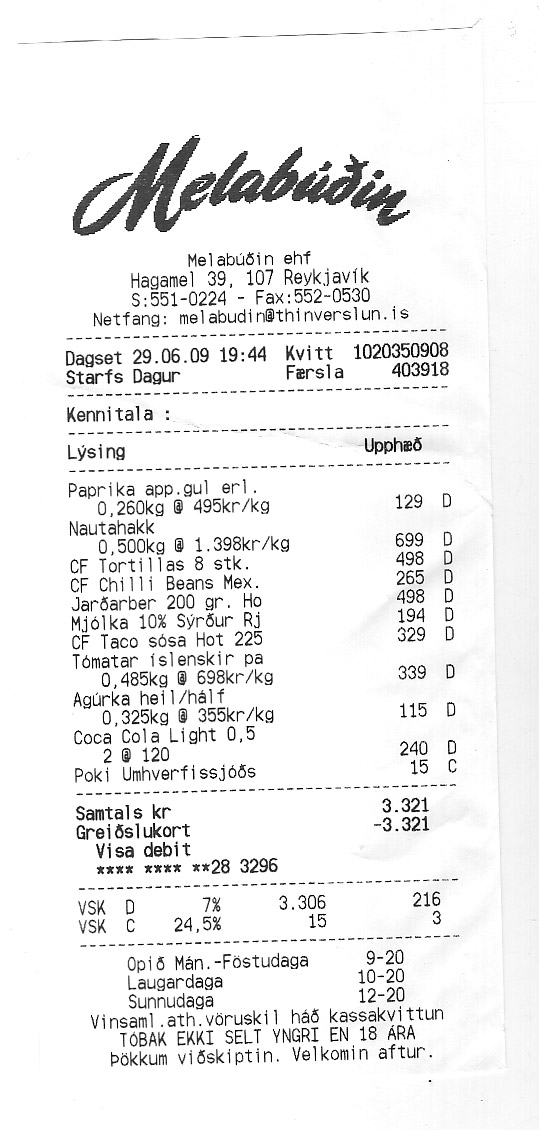 Melabúðin
Melabúðin ehf
Hagamel 39, 107 Reykjavík
S:551-0224 - Fax:552-0530
Netfang: melabudin@thinverslun.is
Dagset 29.06.09 19:44 Kvitt 1020350908
Starfs Dagur Færsla 403918
Kennitala :
Lýsing Upphæð
Paprika app.gul erl.
0,260kg @ 495kr/kg 129 D
Nautahakk
0,500kg @ 1.398kr/kg 699 D
CF Tortillas 8 stk. 498 D
CF Chilli Beans Mex. 265 D
Jarðarber 200 gr. Ho 498 D
Mjólka 10% Sýrður Rj 194 D
CF Taco sósa Hot 225 329 D
Tómatar íslenskir pa
0,485kg @ 698kr/kg 339 D
Agúrka heil/hálf
0,325kg @ 355kr/kg 115 D
Coca Cola Light 0,5
2 @ 120 240 D
Poki Umhverfissjóðs 15 C
Samtals kr 3.321
Greiðslukort -3.321
Visa debit
**** **** **28 3296
VSK D 7% 3.306 216
VSK C 24,5% 15 3
Opið Mán.-Föstudaga 9-20
Laugardaga 10-20
Sunnudaga 12-20
Vinsaml.ath.vöruskil háð kassakvittun
TÓBAK EKKI SELT YNGRI EN 18 ÁRA
Þökkum viðskiptin. Velkomin aftur.